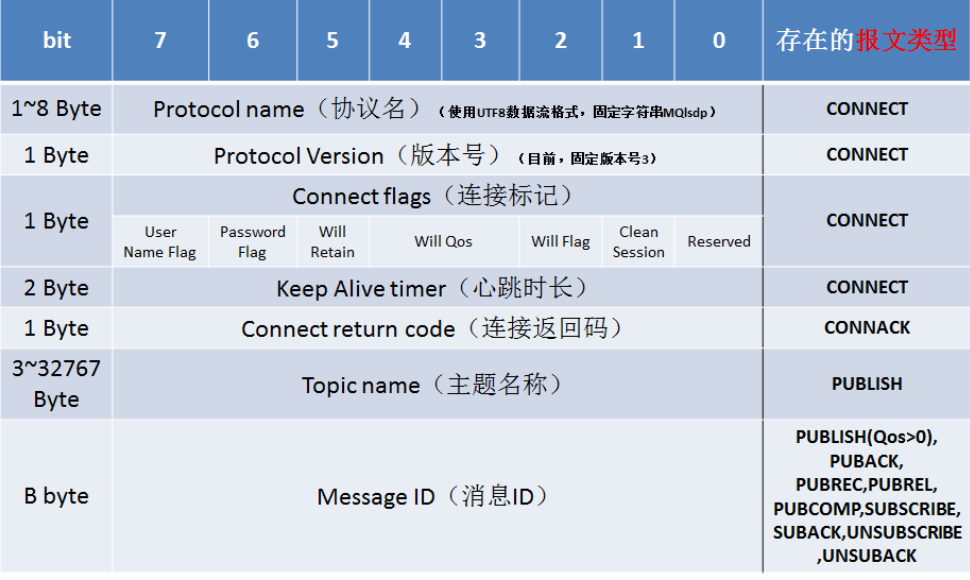 bit 7 6 5 4 3 2 1 0 存在的报文类型
1~8 Byte Protocol name（协议名）（使用UTF8数据流格式，固定字符串MQlsdp） CONNECT
1 Byte Protocol Version（版本号）（目前，固定版本号3） CONNECT
1 Byte Connect flags（连接标记） CONNECT
User Name Flag Password Flag Will Retain Will Qos Will Flag Clean Session Reserved
2 Byte Keep Alive timer（心跳时长） CONNECT
1 Byte Connect return code（连接返回码） CONNACK
3~32767 Byte Topic name（主题名称） PUBLISH
B byte Message ID（消息ID）
PUBLISH(Qos>0),
PUBACK,
PUBREC,PUBREL,
PUBCOMP,SUBSCRIBE,
SUBACK,UNSUBSCRIBE
,UNSUBACK